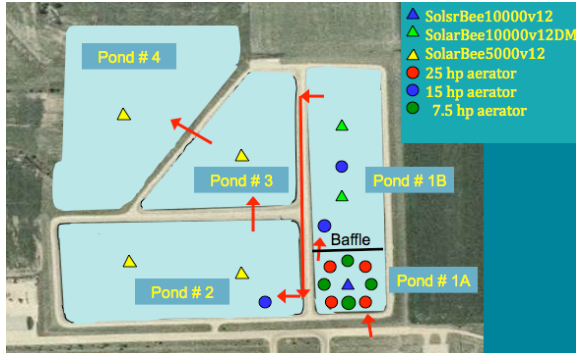 SolsrBee10000v12
SolarBee10000v12DM
SolarBee5000v12
25 hp aerator
15 hp aerator
7.5 hp aerator
Pond # 4
Pond # 3
Pond # 1B
Baffle
Pond # 2
Pond # 1A